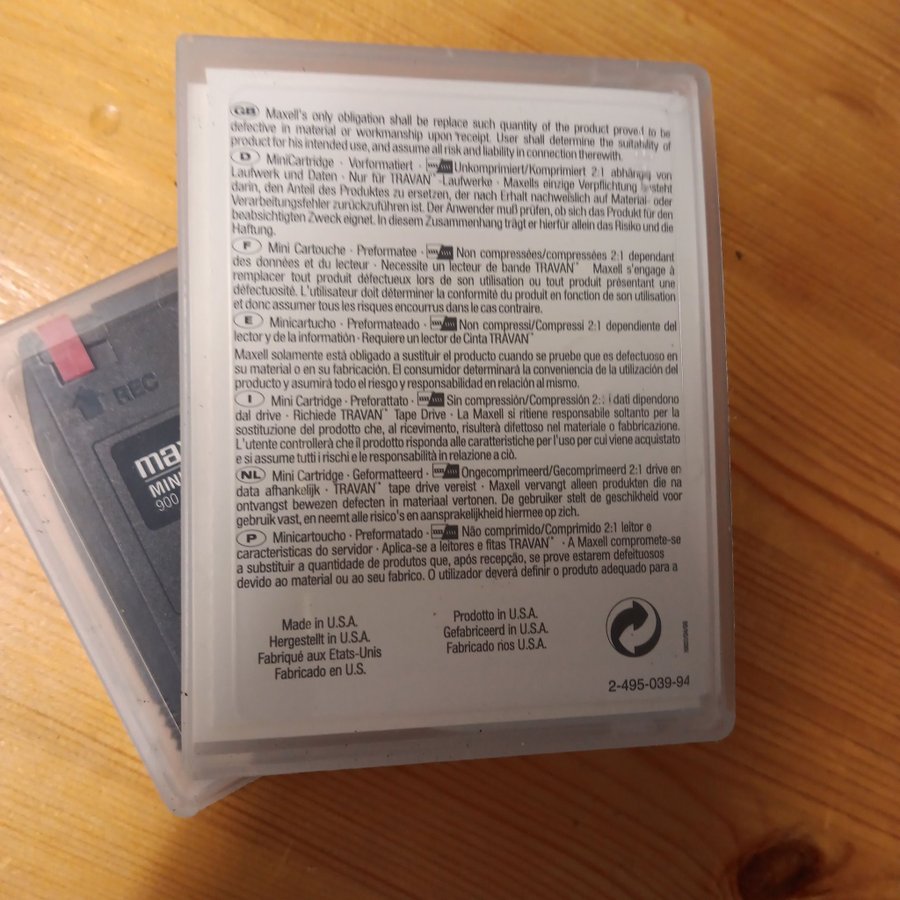 GB Maxell's only obligation shall be replace such quantity of the product proved to be
defective in material or workmanship upon receipt. User shall determine the suitability of
product for his intended use, and assume all risk and liability in connection therewith.
D MiniCartridge · Vorformatiert · Unkomprimiert/Komprimiert 2:1 abhängig von
Laufwerk und Daten · Nur für TRAVAN™-Laufwerke · Maxells einzige Verpflichtung besteht
darin, den Anteil des Produktes zu ersetzen, der nach Erhalt nachweislich auf Material- oder
Verarbeitungsfehler zurückzuführen ist. Der Anwender muß prüfen, ob sich das Produkt für den
beabsichtigten Zweck eignet. In diesem Zusammenhang trägt er hierfür allein das Risiko und die
Haftung.
F Mini Cartouche · Preformatee · Non compressées/compressées 2:1 dependant
des données et du lecteur · Necessite un lecteur de bande TRAVAN™ Maxell s'engage à
remplacer tout produit défectueux lors de son utilisation ou tout produit présentant une
défectuosité. L'utilisateur doit déterminer la conformité du produit en fonction de son utilisation
et donc assumer tous les risques encourrus dans le cas contraire.
E Minicartucho · Preformateado · Non compressi/Compressi 2:1 dependiente del
lector y de la información · Requiere un lector de Cinta TRAVAN™
Maxell solamente está obligado a sustituir el producto cuando se pruebe que es defectuoso en
su material o en su fabricación. El consumidor determinará la conveniencia de la utilización del
producto y asumirá todo el riesgo y responsabilidad en relación al mismo.
I Mini Cartridge · Preforattato · Sin compressión/Compressión 2:1 i dati dipendono
dal drive · Richiede TRAVAN™ Tape Drive · La Maxell si ritiene responsabile soltanto per la
sostituzione del prodotto che, al ricevimento, risulterà difettoso nel materiale o fabbricazione.
L'utente controllerà che il prodotto risponda alle caratteristiche per l'uso per cui viene acquistato
e si assume tutti i rischi e le responsabilità in relazione a ciò.
NL Mini Cartridge · Geformatteerd · Ongecomprimeerd/Gecomprimeerd 2:1 drive en
data afhankelijk · TRAVAN™ tape drive vereist · Maxell vervangt alleen produkten die na
ontvangst bewezen defecten in materiaal vertonen. De gebruiker stelt de geschikheid voor
gebruik vast, en neemt alle risico's en aansprakelijkheid hiermee op zich.
P Minicartoucho · Preformatado · Não comprimido/Comprimido 2:1 leitor e
caracteristicas do servidor · Aplica-se a leitores e fitas TRAVAN™ · A Maxell compromete-se
a substituir a quantidade de produtos que, após recepção, se prove estarem defeituosos
devido ao material ou ao seu fabrico. O utilizador deverá definir o produto adequado para a
Made in U.S.A.
Hergestellt in U.S.A.
Fabriqué aux Etats-Unis
Fabricado en U.S.
Prodotto in U.S.A.
Gefabriceerd in U.S.A.
Fabricado nos U.S.A.
2-495-039-94
REC
max
MINI
900